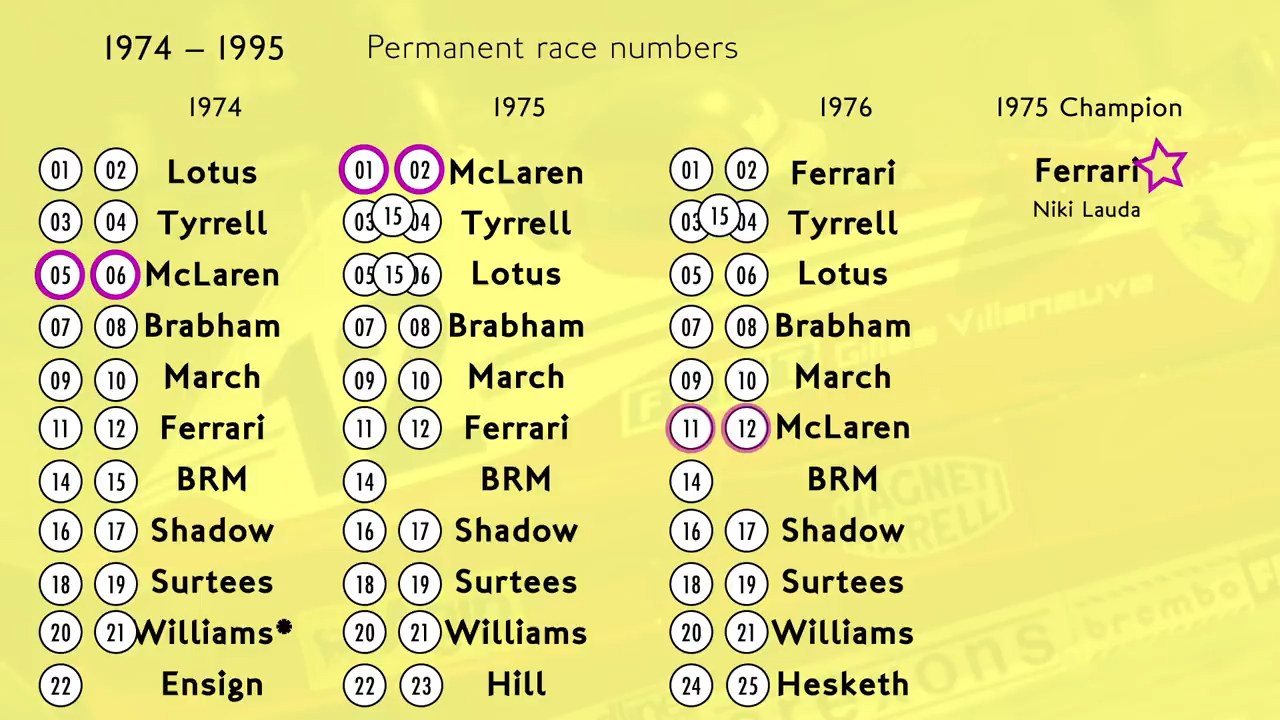 1974 – 1995 Permanent race numbers
1974 1975 1976 1975 Champion
01 02 Lotus 01 02 McLaren 01 02 Ferrari Ferrari
Niki Lauda
03 04 Tyrrell 03 15 04 Tyrrell 03 15 04 Tyrrell
05 06 McLaren 05 15 06 Lotus 05 06 Lotus
07 08 Brabham 07 08 Brabham 07 08 Brabham
Gilles Villeneuve
09 10 March 09 10 March 09 10 March
11 12 Ferrari 11 12 Ferrari 11 12 McLaren
14 15 BRM 14 BRM 14 BRM
MAGNETI
MARELLI
16 17 Shadow 16 17 Shadow 16 17 Shadow
18 19 Surtees 18 19 Surtees 18 19 Surtees
brembo
20 21 Williams* 20 21 Williams 20 21 Williams
22 Ensign 22 23 Hill 24 25 Hesketh